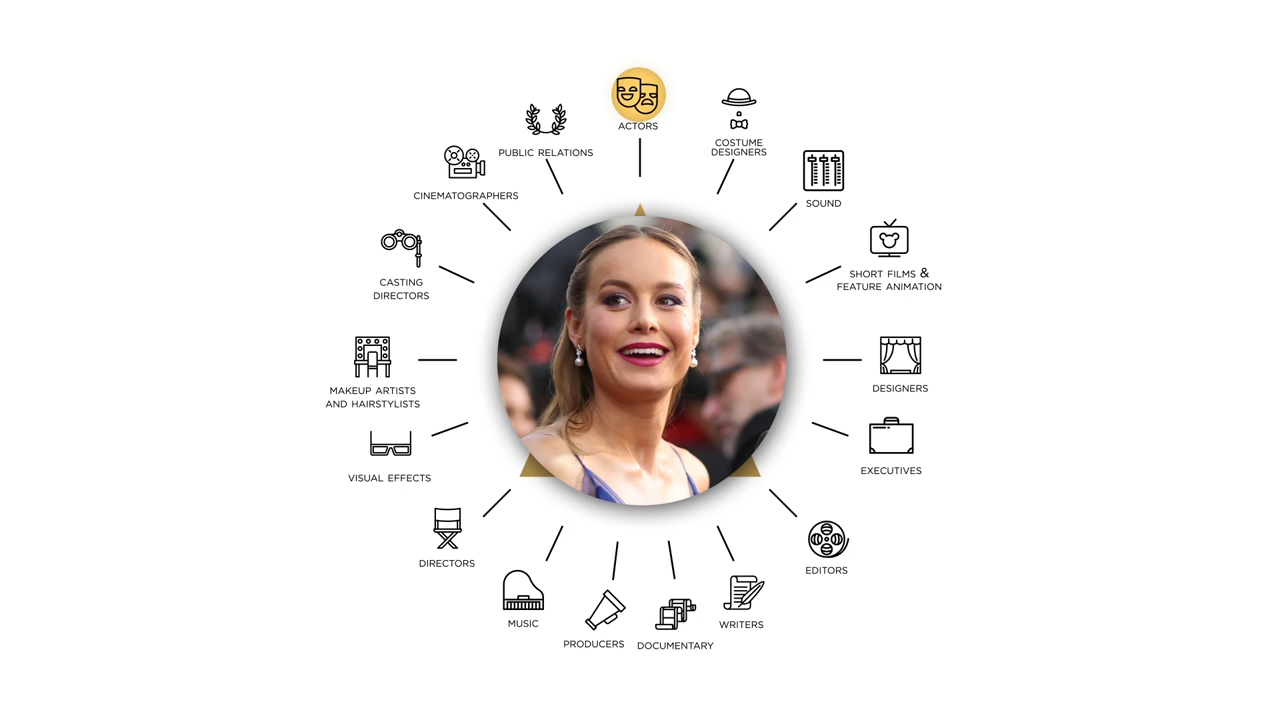 ACTORS
PUBLIC RELATIONS
COSTUME
DESIGNERS
CINEMATOGRAPHERS
SOUND
CASTING
DIRECTORS
SHORT FILMS &
FEATURE ANIMATION
MAKEUP ARTISTS
AND HAIRSTYLISTS
DESIGNERS
VISUAL EFFECTS
EXECUTIVES
DIRECTORS
EDITORS
MUSIC
PRODUCERS
DOCUMENTARY
WRITERS